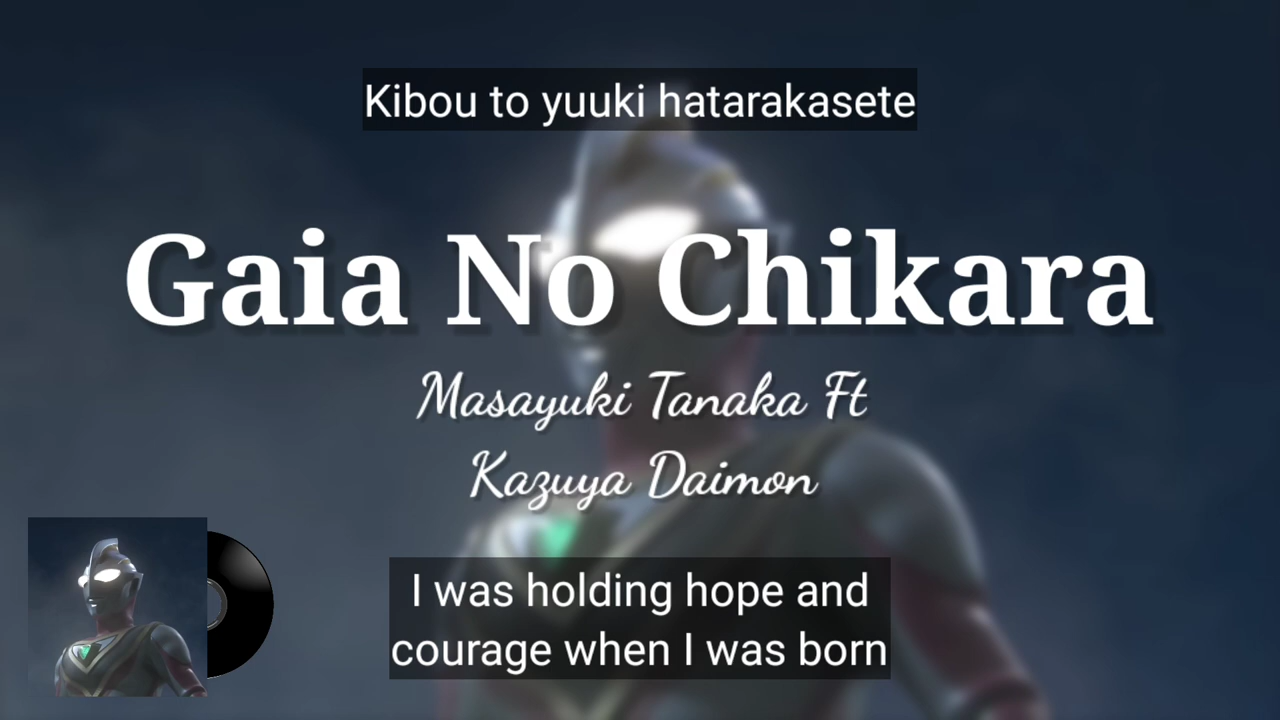 Kibou to yuuki hatarakasete
Gaia No Chikara
Masayuki Tanaka Ft
Kazuya Daimon
I was holding hope and
courage when I was born